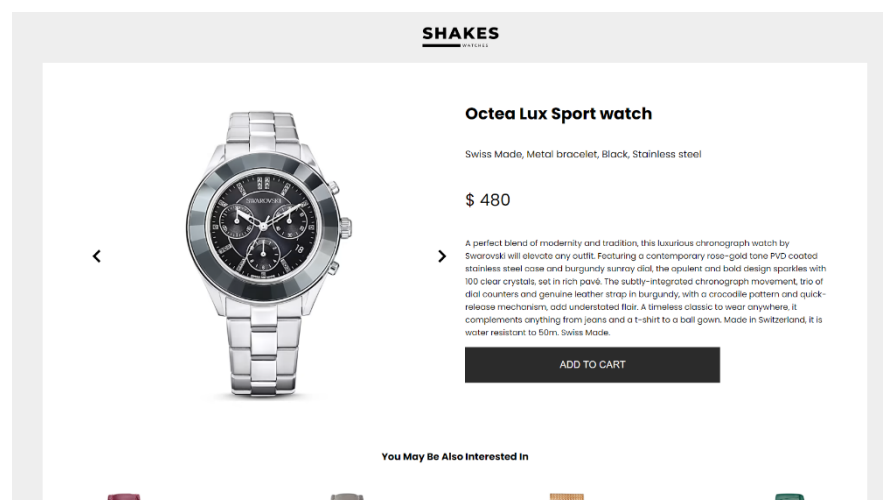 SHAKES
WATCHES
Octea Lux Sport watch
Swiss Made, Metal bracelet, Black, Stainless steel
$ 480
SWAROVSKI
18
A perfect blend of modernity and tradition, this luxurious chronograph watch by
Swarovski will elevate any outfit. Featuring a contemporary rose-gold tone PVD coated
stainless steel case and burgundy sunray dial, the opulent and bold design sparkles with
100 clear crystals, set in rich pavé. The subtly-integrated chronograph movement, trio of
dial counters and genuine leather strap in burgundy, with a crocodile pattern and quick-
release mechanism, add understated flair. A timeless classic to wear anywhere, it
complements anything from jeans and a t-shirt to a ball gown. Made in Switzerland, it is
water resistant to 50m. Swiss Made.
ADD TO CART
You May Be Also Interested In